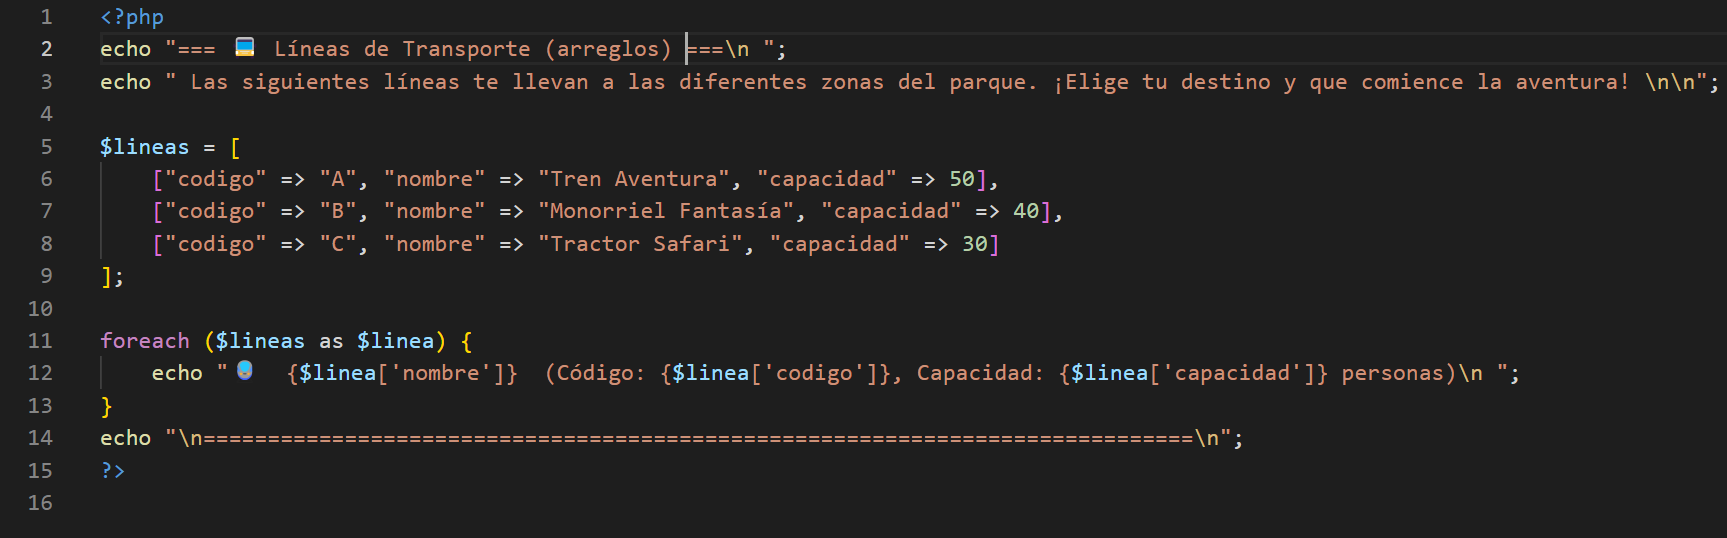 1 <?php
2 echo "=== 🚍 Líneas de Transporte (arreglos) ===\n ";
3 echo " Las siguientes líneas te llevan a las diferentes zonas del parque. ¡Elige tu destino y que comience la aventura! \n\n";
4
5 $lineas = [
6     ["codigo" => "A", "nombre" => "Tren Aventura", "capacidad" => 50],
7     ["codigo" => "B", "nombre" => "Monorriel Fantasía", "capacidad" => 40],
8     ["codigo" => "C", "nombre" => "Tractor Safari", "capacidad" => 30]
9 ];
10
11 foreach ($lineas as $linea) {
12     echo "  {$linea['nombre']}  (Código: {$linea['codigo']}, Capacidad: {$linea['capacidad']} personas)\n ";
13 }
14 echo "\n=============================================================================\n";
15 ?>
16